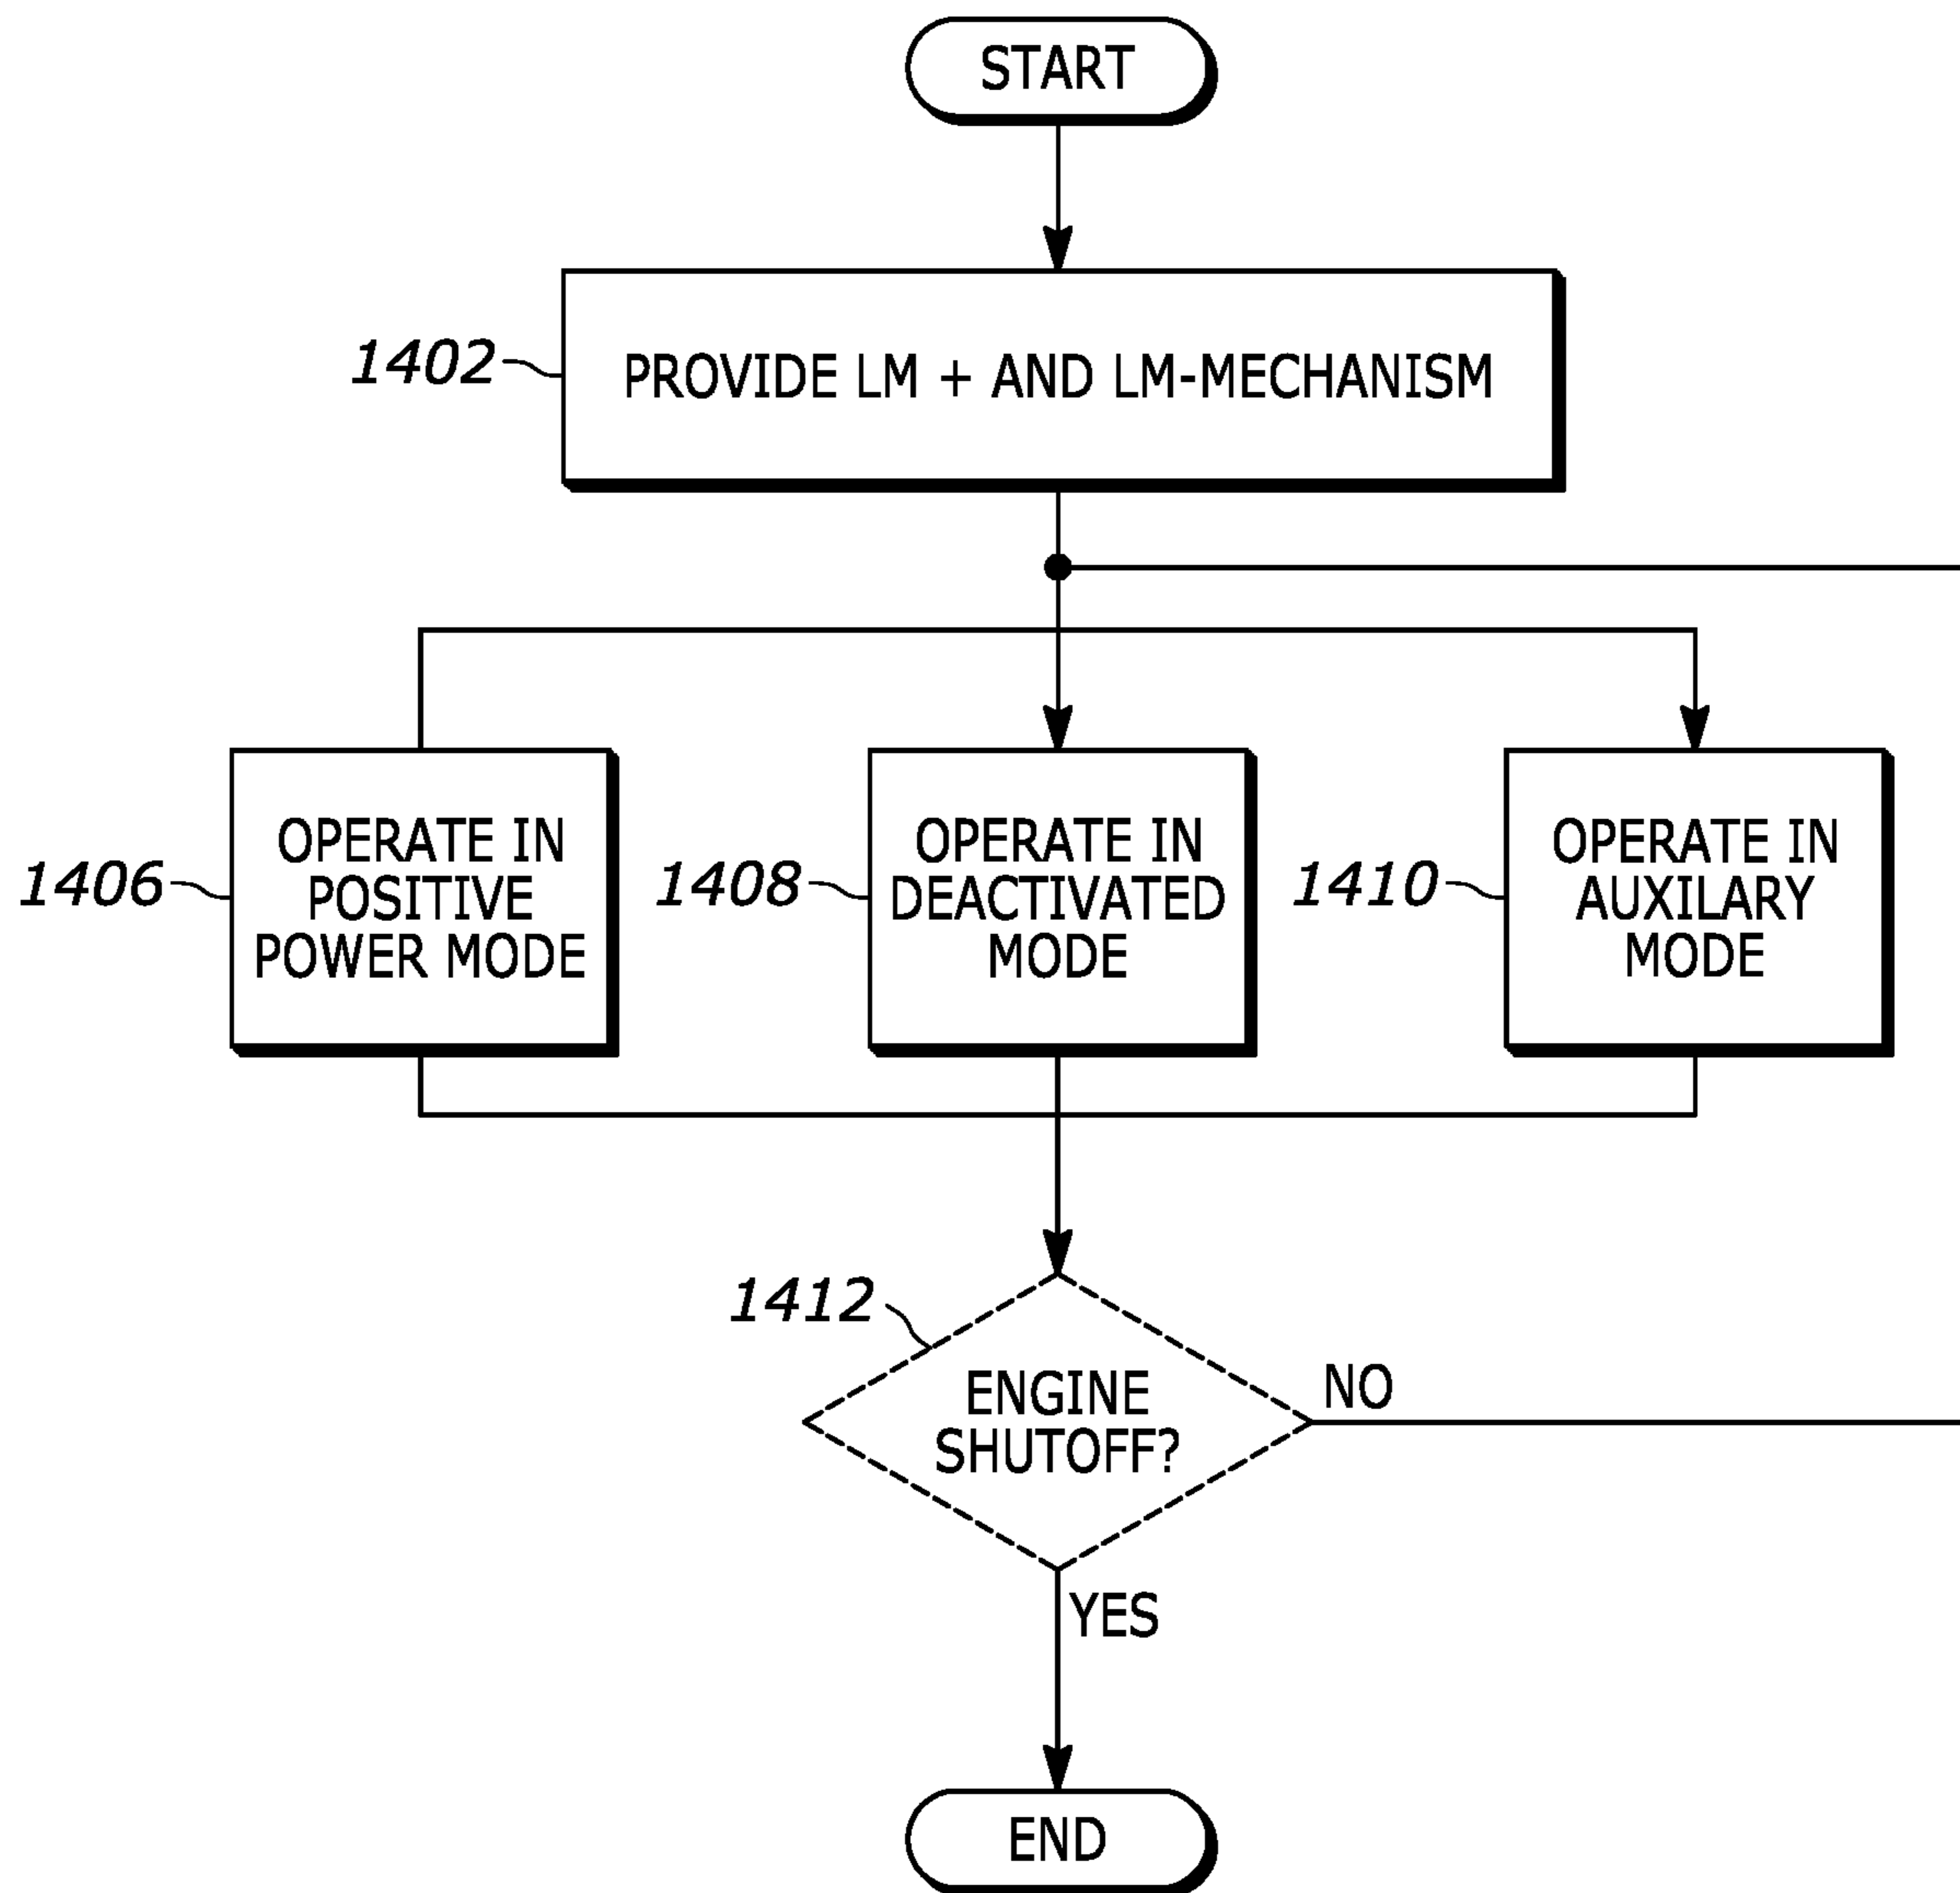 START
1402
PROVIDE LM + AND LM-MECHANISM
1406
OPERATE IN
POSITIVE
POWER MODE
1408
OPERATE IN
DEACTIVATED
MODE
1410
OPERATE IN
AUXILARY
MODE
1412
ENGINE
SHUTOFF?
NO
YES
END